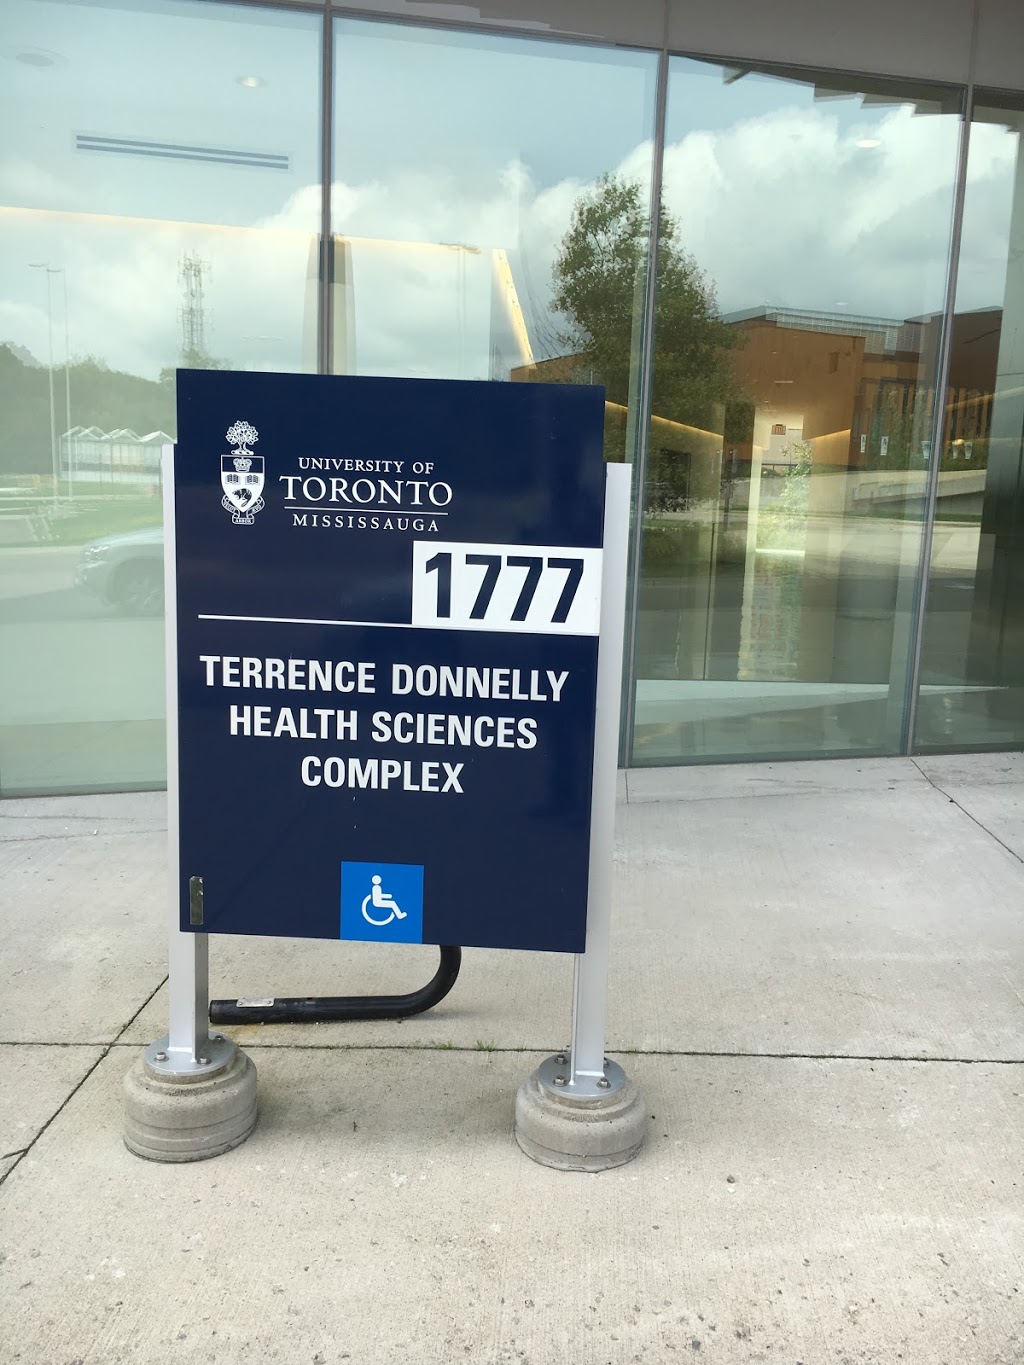 UNIVERSITY OF
TORONTO
MISSISSAUGA
1777
TERRENCE DONNELLY
HEALTH SCIENCES
COMPLEX